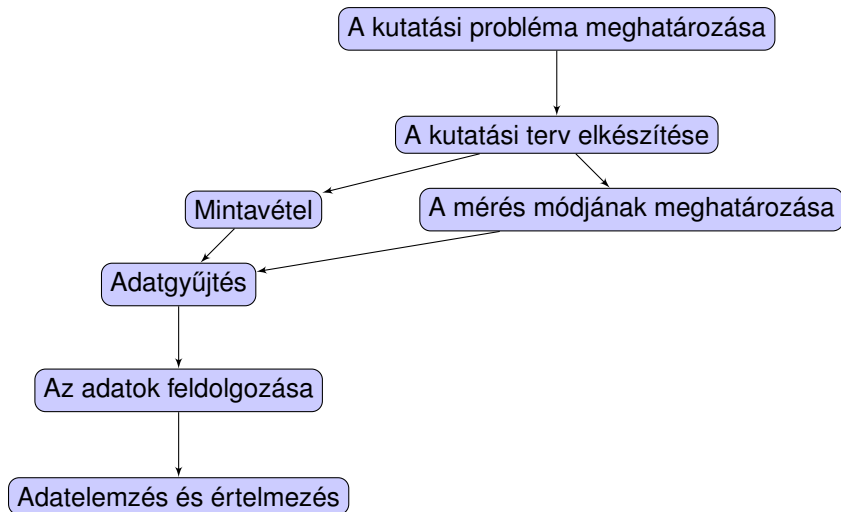 A kutatási probléma meghatározása
A kutatási terv elkészítése
Mintavétel
A mérés módjának meghatározása
Adatgyűjtés
Az adatok feldolgozása
Adatelemzés és értelmezés